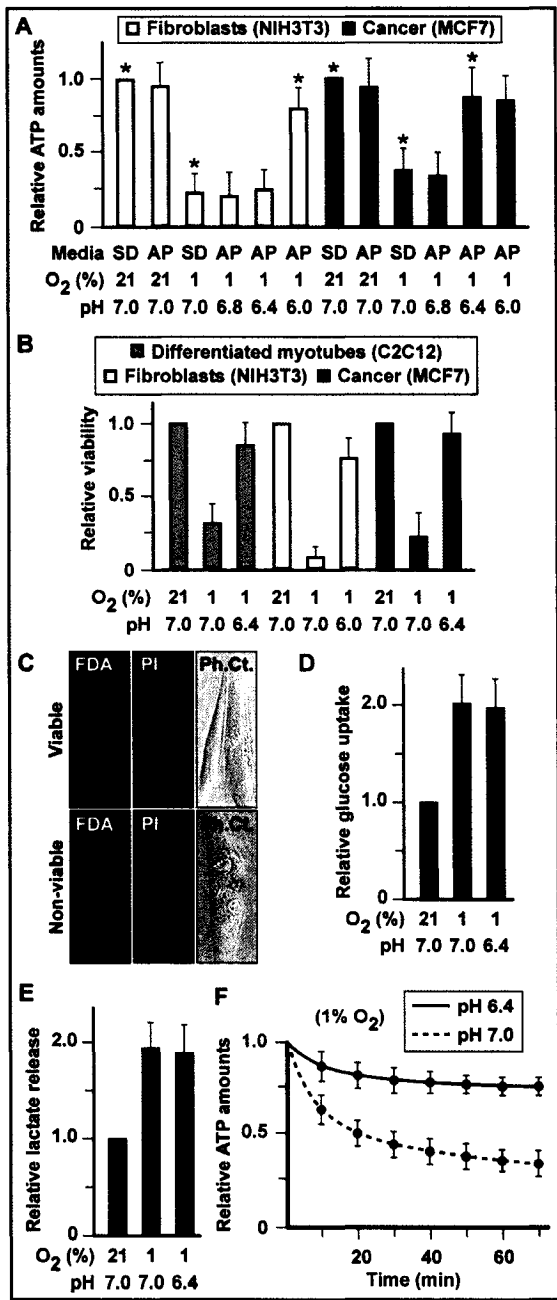 A
Fibroblasts (NIH3T3) Cancer (MCF7)
Relative ATP amounts
1.0
0.5
0
* * * * * *
Media SD AP SD AP AP AP SD AP SD AP AP AP
O2 (%) 21 21 1 1 1 1 21 21 1 1 1 1
pH 7.0 7.0 7.0 6.8 6.4 6.0 7.0 7.0 7.0 6.8 6.4 6.0
B
Differentiated myotubes (C2C12)
Fibroblasts (NIH3T3) Cancer (MCF7)
Relative viability
1.0
0.5
0
O2 (%) 21 1 1 21 1 1 21 1 1
pH 7.0 7.0 6.4 7.0 7.0 6.0 7.0 7.0 6.4
C
Viable
FDA PI Ph.Ct.
Non-viable
FDA PI Ph.Ct.
D
Relative glucose uptake
2.0
1.0
0
O2 (%) 21 1 1
pH 7.0 7.0 6.4
E
Relative lactate release
2.0
1.0
0
O2 (%) 21 1 1
pH 7.0 7.0 6.4
F
(1% O2)
pH 6.4
pH 7.0
Relative ATP amounts
1.0
0.5
0
20 40 60
Time (min)